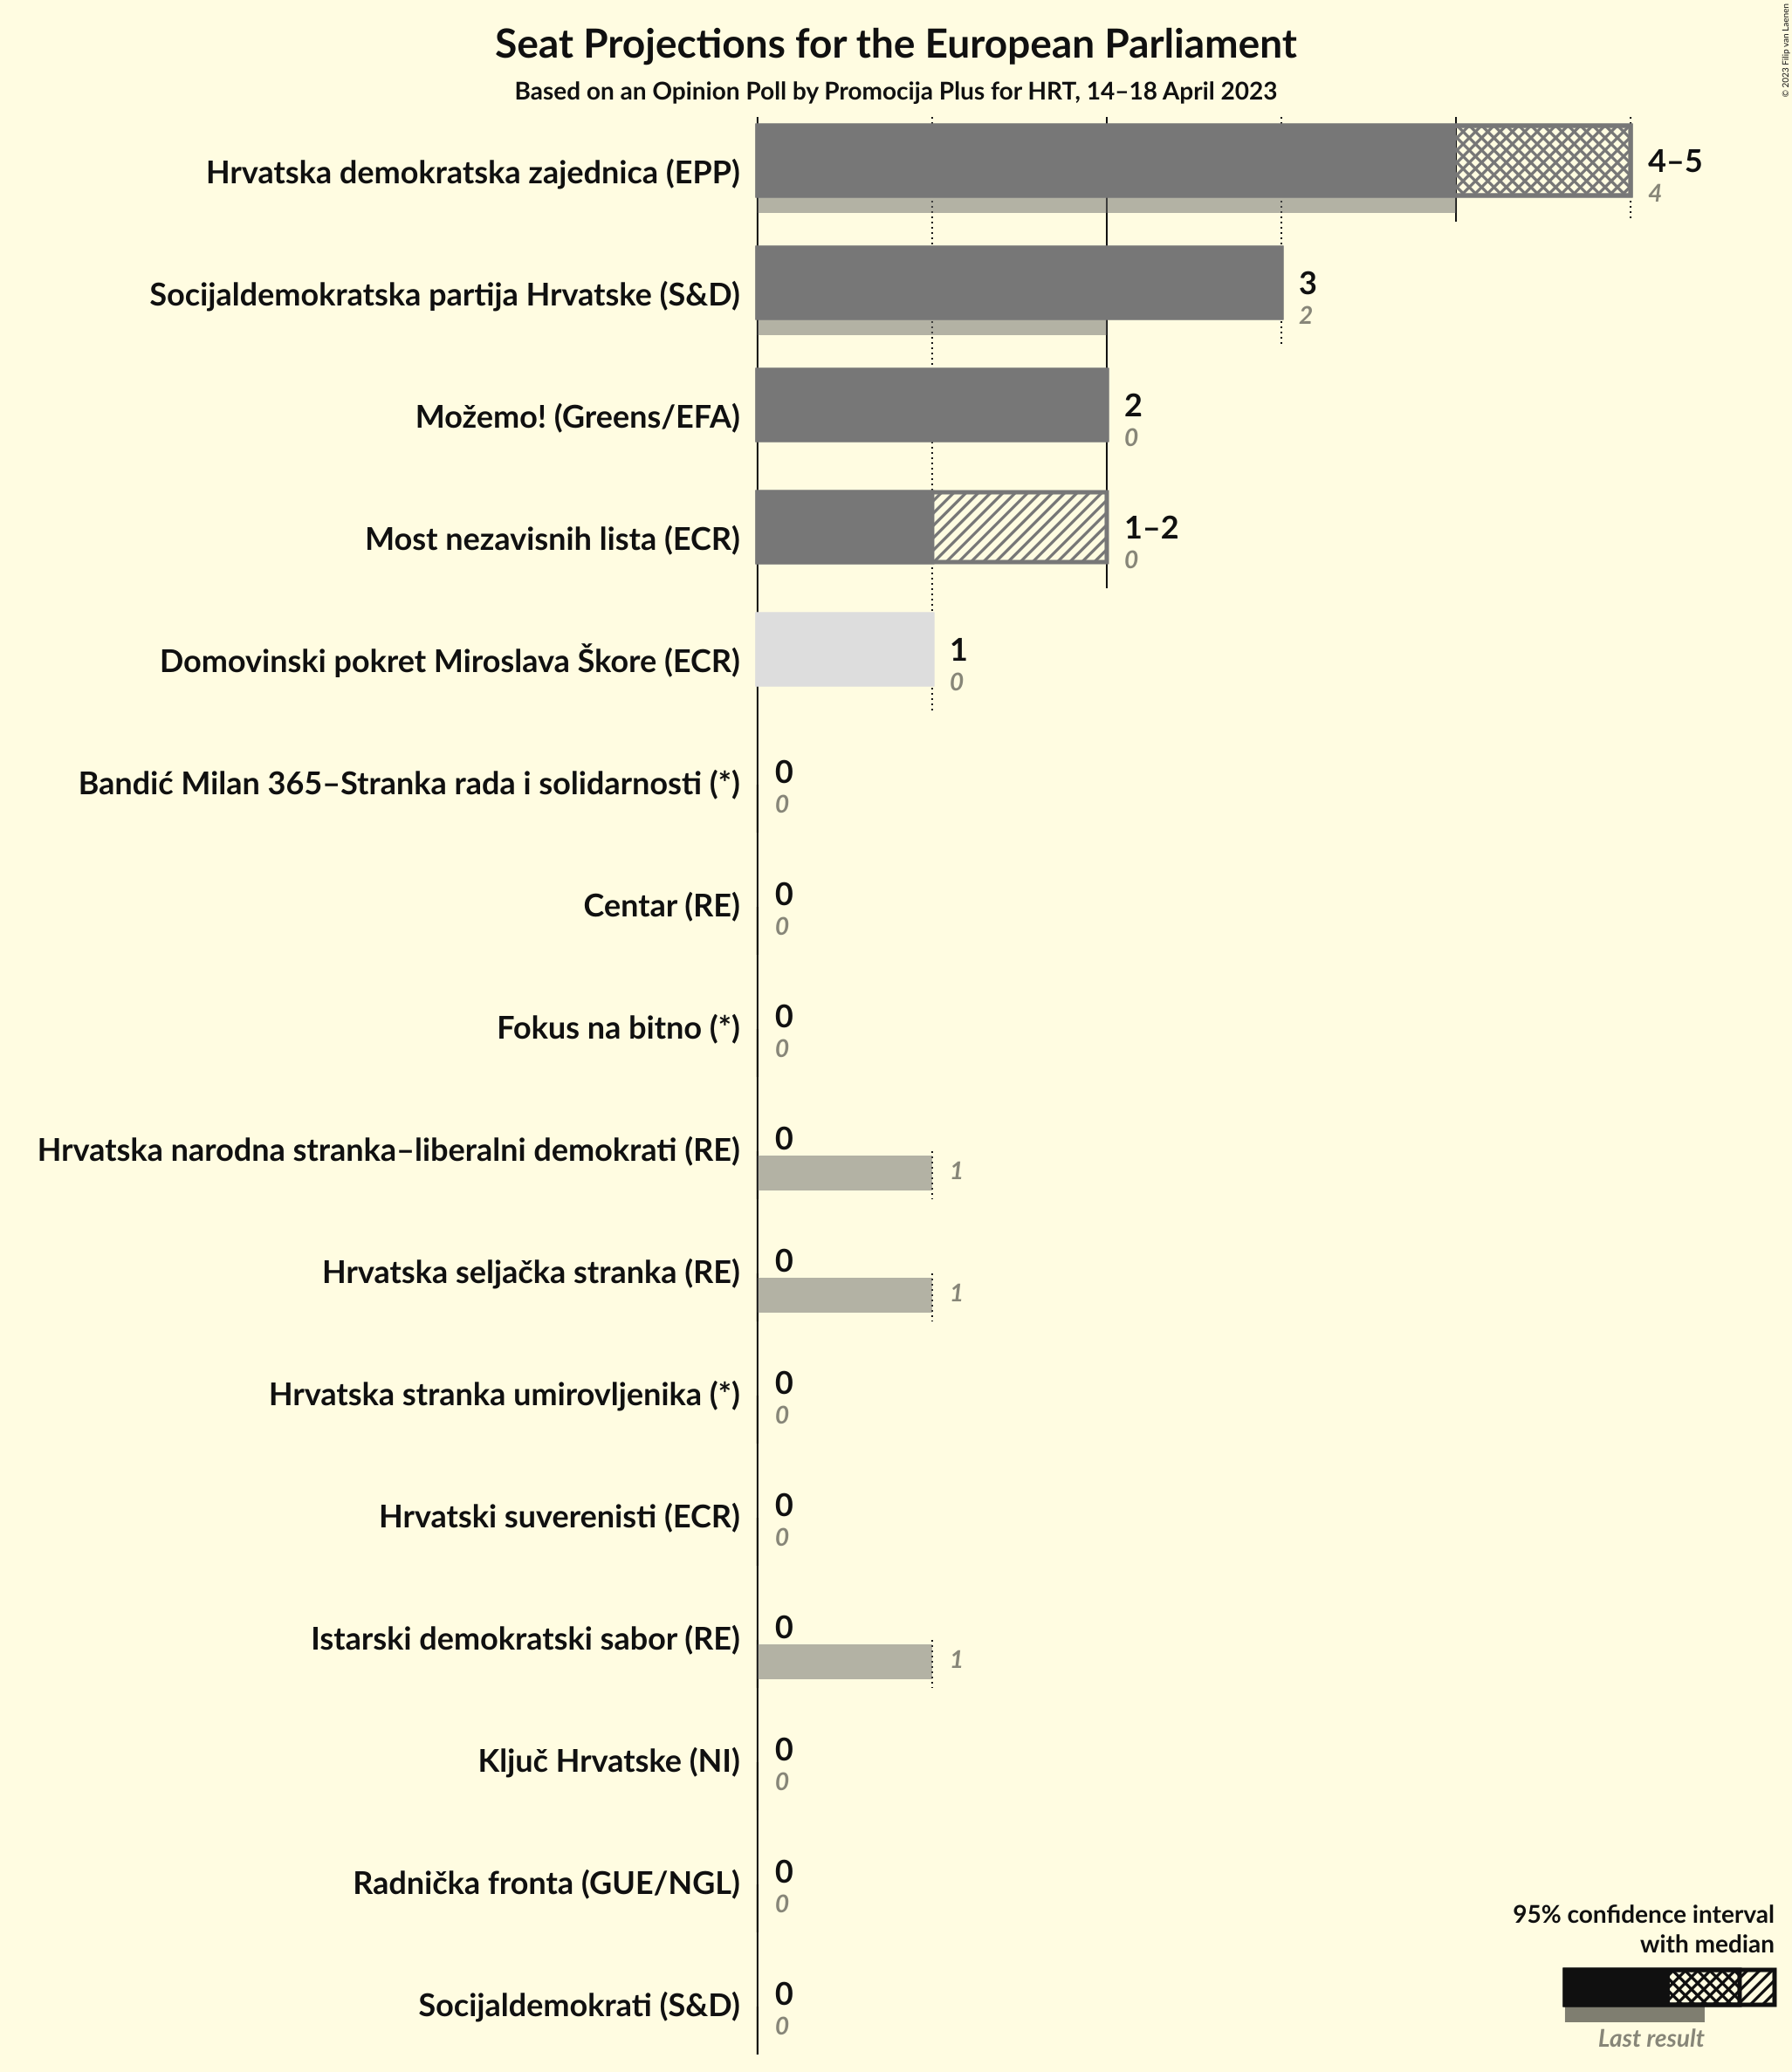 Seat Projections for the European Parliament
Based on an Opinion Poll by Promocija Plus for HRT, 14–18 April 2023
© 2023 Filip van Laenen
Hrvatska demokratska zajednica (EPP)
4–5
4
Socijaldemokratska partija Hrvatske (S&D)
3
2
Možemo! (Greens/EFA)
2
0
Most nezavisnih lista (ECR)
1–2
0
Domovinski pokret Miroslava Škore (ECR)
1
0
Bandić Milan 365–Stranka rada i solidarnosti (*)
0
0
Centar (RE)
0
0
Fokus na bitno (*)
0
0
Hrvatska narodna stranka–liberalni demokrati (RE)
0
1
Hrvatska seljačka stranka (RE)
0
1
Hrvatska stranka umirovljenika (*)
0
0
Hrvatski suverenisti (ECR)
0
0
Istarski demokratski sabor (RE)
0
1
Ključ Hrvatske (NI)
0
0
Radnička fronta (GUE/NGL)
0
0
Socijaldemokrati (S&D)
0
0
95% confidence interval
with median
Last result